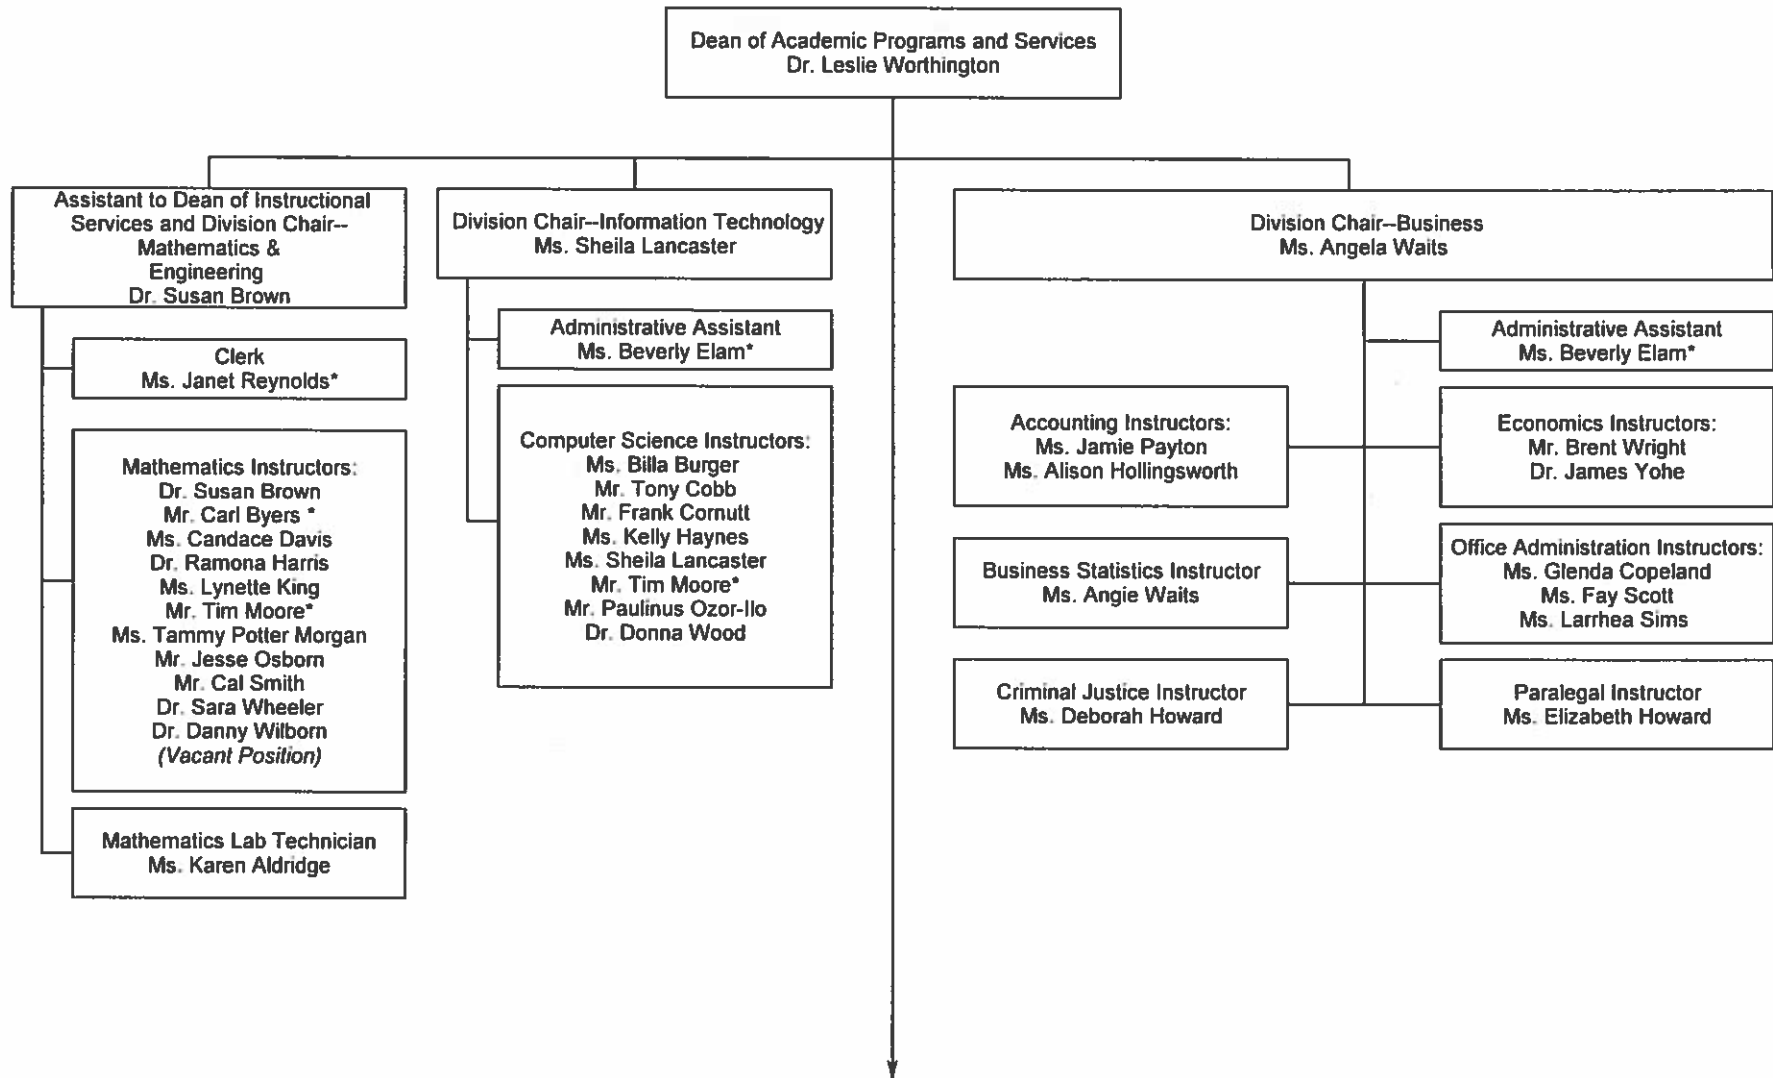 Dean of Academic Programs and Services
Dr. Leslie Worthington
Assistant to Dean of Instructional
Services and Division Chair--
Mathematics &
Engineering
Dr. Susan Brown
Clerk
Ms. Janet Reynolds*
Mathematics Instructors:
Dr. Susan Brown
Mr. Carl Byers *
Ms. Candace Davis
Dr. Ramona Harris
Ms. Lynette King
Mr. Tim Moore*
Ms. Tammy Potter Morgan
Mr. Jesse Osborn
Mr. Cal Smith
Dr. Sara Wheeler
Dr. Danny Wilborn
(Vacant Position)
Mathematics Lab Technician
Ms. Karen Aldridge
Division Chair--Information Technology
Ms. Sheila Lancaster
Administrative Assistant
Ms. Beverly Elam*
Computer Science Instructors:
Ms. Billa Burger
Mr. Tony Cobb
Mr. Frank Cornutt
Ms. Kelly Haynes
Ms. Sheila Lancaster
Mr. Tim Moore*
Mr. Paulinus Ozor-Ilo
Dr. Donna Wood
Division Chair--Business
Ms. Angela Waits
Administrative Assistant
Ms. Beverly Elam*
Accounting Instructors:
Ms. Jamie Payton
Ms. Alison Hollingsworth
Economics Instructors:
Mr. Brent Wright
Dr. James Yohe
Business Statistics Instructor
Ms. Angie Waits
Office Administration Instructors:
Ms. Glenda Copeland
Ms. Fay Scott
Ms. Larrhea Sims
Criminal Justice Instructor
Ms. Deborah Howard
Paralegal Instructor
Ms. Elizabeth Howard